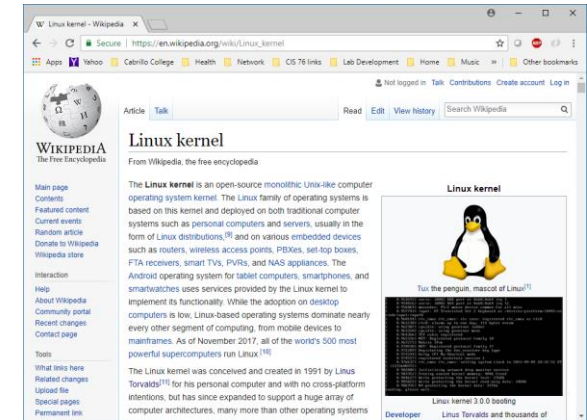 Linux kernel - Wikipedia
Secure | https://en.wikipedia.org/wiki/Linux_kernel
Apps Yahoo Cabrillo College Health Network CIS 76 links Lab Development Home Music » Other bookmarks
Not logged in Talk Contributions Create account Log in
Article Talk Read Edit View history Search Wikipedia
WIKIPEDIA
The Free Encyclopedia
Main page
Contents
Featured content
Current events
Random article
Donate to Wikipedia
Wikipedia store
Interaction
Help
About Wikipedia
Community portal
Recent changes
Contact page
Tools
What links here
Related changes
Upload file
Special pages
Permanent link
Linux kernel
From Wikipedia, the free encyclopedia
The Linux kernel is an open-source monolithic Unix-like computer
operating system kernel. The Linux family of operating systems is
based on this kernel and deployed on both traditional computer
systems such as personal computers and servers, usually in the
form of Linux distributions,[9] and on various embedded devices
such as routers, wireless access points, PBXes, set-top boxes,
FTA receivers, smart TVs, PVRs, and NAS appliances. The
Android operating system for tablet computers, smartphones, and
smartwatches uses services provided by the Linux kernel to
implement its functionality. While the adoption on desktop
computers is low, Linux-based operating systems dominate nearly
every other segment of computing, from mobile devices to
mainframes. As of November 2017, all of the world's 500 most
powerful supercomputers run Linux.[10]
The Linux kernel was conceived and created in 1991 by Linus
Torvalds[11] for his personal computer and with no cross-platform
intentions, but has since expanded to support a huge array of
computer architectures, many more than other operating systems
Linux kernel
Tux the penguin, mascot of Linux[1]
Linux kernel 3.0.0 booting
Developer Linus Torvalds and thousands of